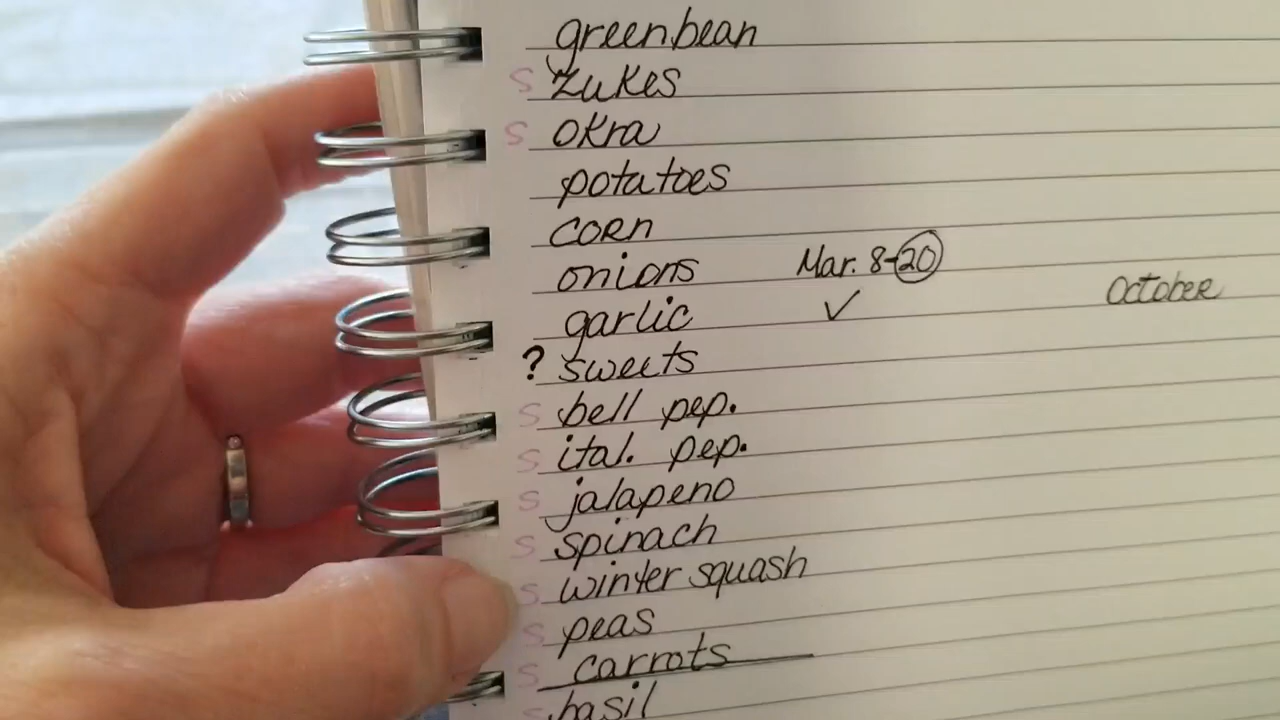 greenbean
S zukes
S okra
potatoes
corn
onions Mar. 8-20
garlic ✓ October
? sweets
S bell pep.
S ital. pep.
S jalapeno
S spinach
S winter squash
S peas
S carrots
S basil